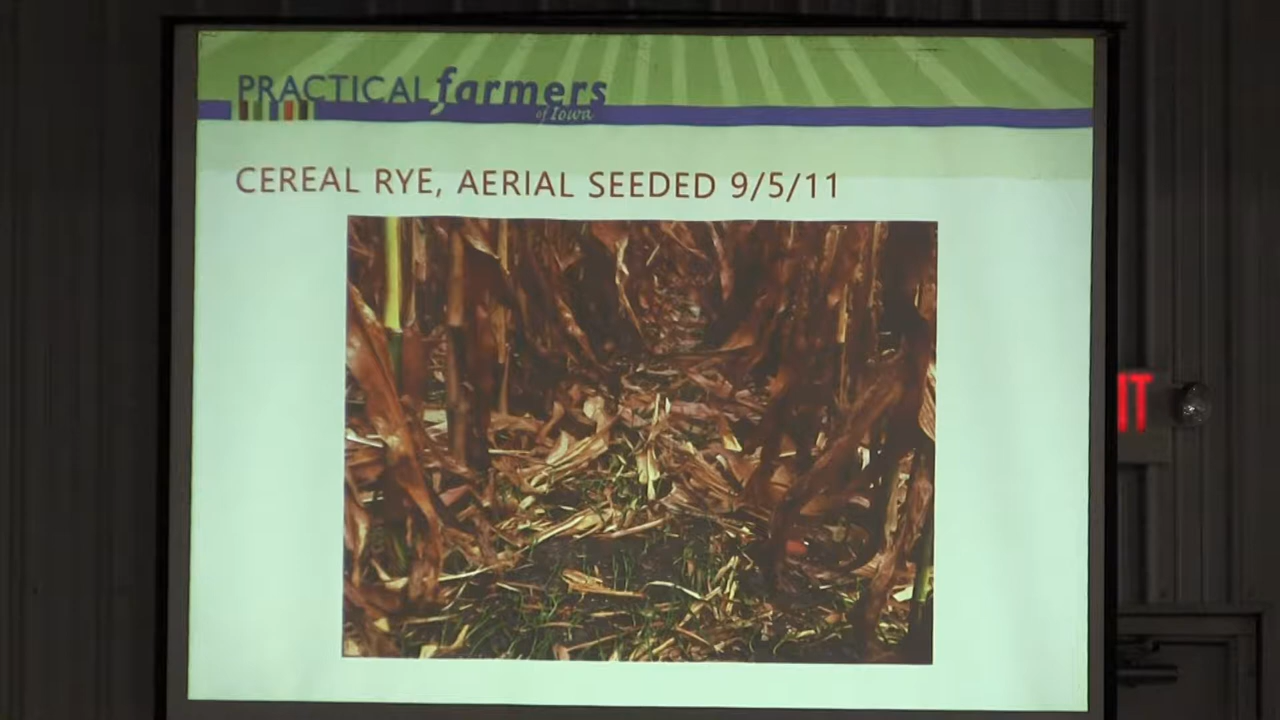 PRACTICAL farmers
of Iowa
CEREAL RYE, AERIAL SEEDED 9/5/11
IT